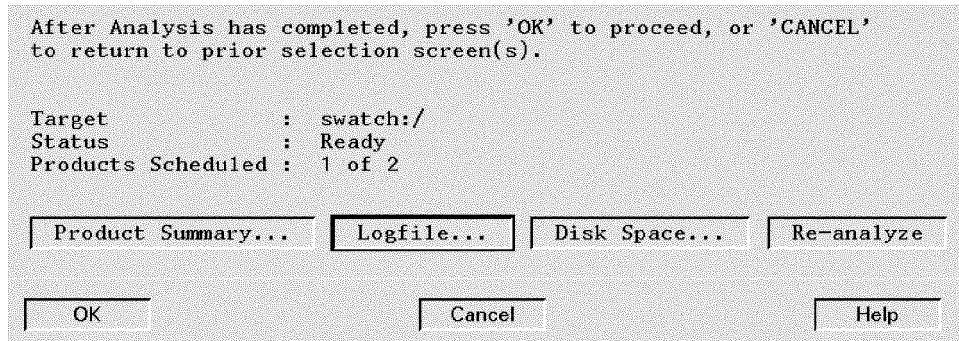 After Analysis has completed, press 'OK' to proceed, or 'CANCEL'
to return to prior selection screen(s).
Target : swatch:/
Status : Ready
Products Scheduled : 1 of 2
Product Summary... Logfile... Disk Space... Re-analyze
OK Cancel Help